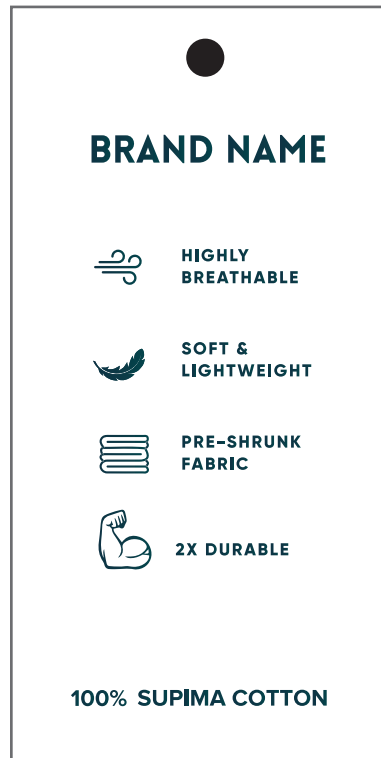 BRAND NAME
HIGHLY
BREATHABLE
SOFT &
LIGHTWEIGHT
PRE-SHRUNK
FABRIC
2X DURABLE
100% SUPIMA COTTON